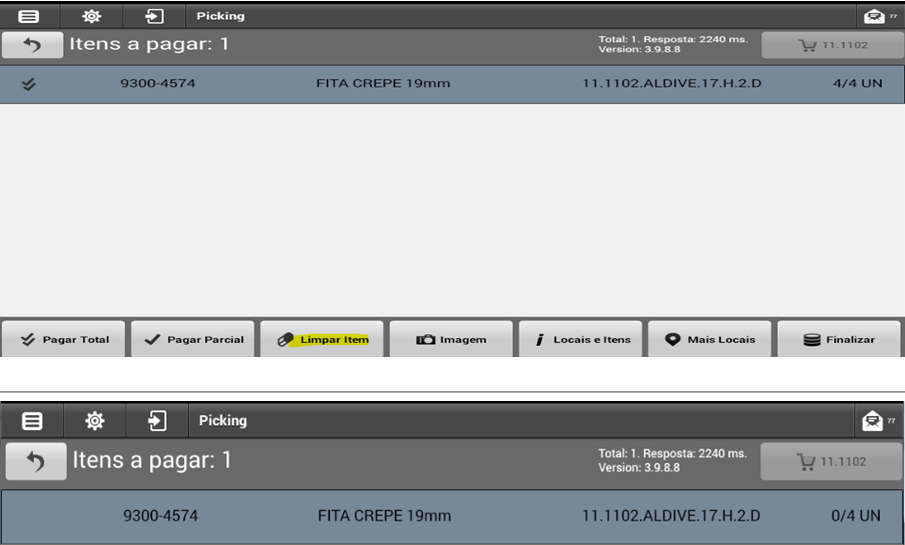 Picking 77
Itens a pagar: 1 Total: 1. Resposta: 2240 ms. 11.1102
Version: 3.9.8.8
9300-4574 FITA CREPE 19mm 11.1102.ALDIVE.17.H.2.D 4/4 UN
Pagar Total Pagar Parcial Limpar Item Imagem Locais e Itens Mais Locais Finalizar
Picking 77
Itens a pagar: 1 Total: 1. Resposta: 2240 ms. 11.1102
Version: 3.9.8.8
9300-4574 FITA CREPE 19mm 11.1102.ALDIVE.17.H.2.D 0/4 UN